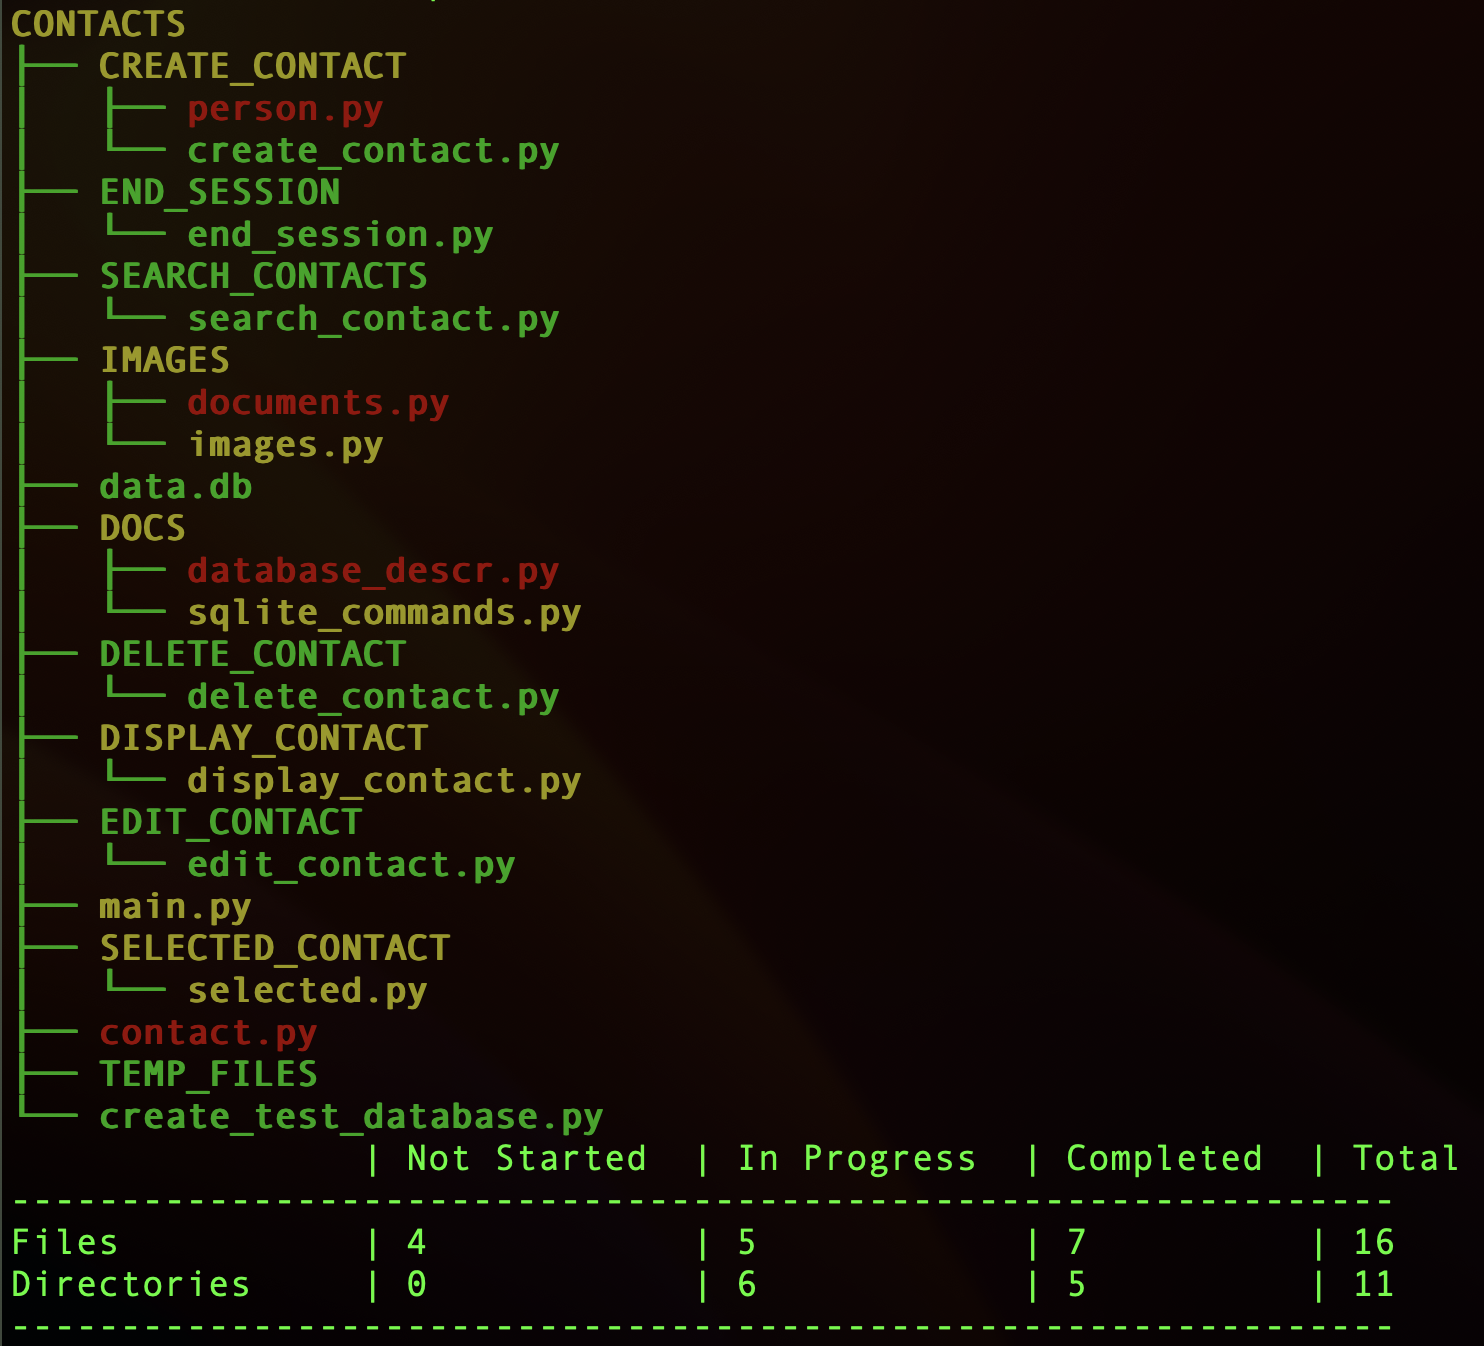 CONTACTS
├── CREATE_CONTACT
│   ├── person.py
│   └── create_contact.py
├── END_SESSION
│   └── end_session.py
├── SEARCH_CONTACTS
│   └── search_contact.py
├── IMAGES
│   ├── documents.py
│   └── images.py
├── data.db
├── DOCS
│   ├── database_descr.py
│   └── sqlite_commands.py
├── DELETE_CONTACT
│   └── delete_contact.py
├── DISPLAY_CONTACT
│   └── display_contact.py
├── EDIT_CONTACT
│   └── edit_contact.py
├── main.py
├── SELECTED_CONTACT
│   └── selected.py
├── contact.py
├── TEMP_FILES
└── create_test_database.py
                | Not Started  | In Progress  | Completed  | Total
---------------------------------------------------------------
Files           | 4            | 5            | 7          | 16
Directories     | 0            | 6            | 5          | 11
---------------------------------------------------------------